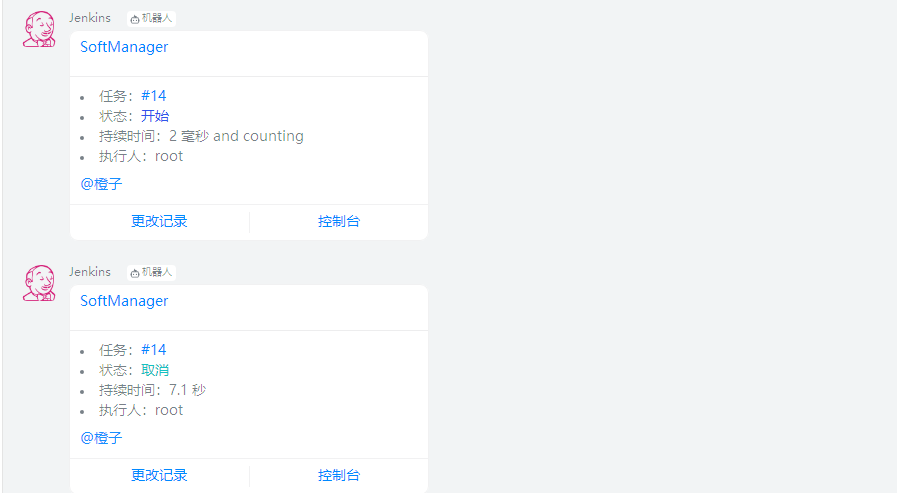 Jenkins 机器人
SoftManager
任务：#14
状态：开始
持续时间：2 毫秒 and counting
执行人：root
@橙子
更改记录 控制台
Jenkins 机器人
SoftManager
任务：#14
状态：取消
持续时间：7.1 秒
执行人：root
@橙子
更改记录 控制台